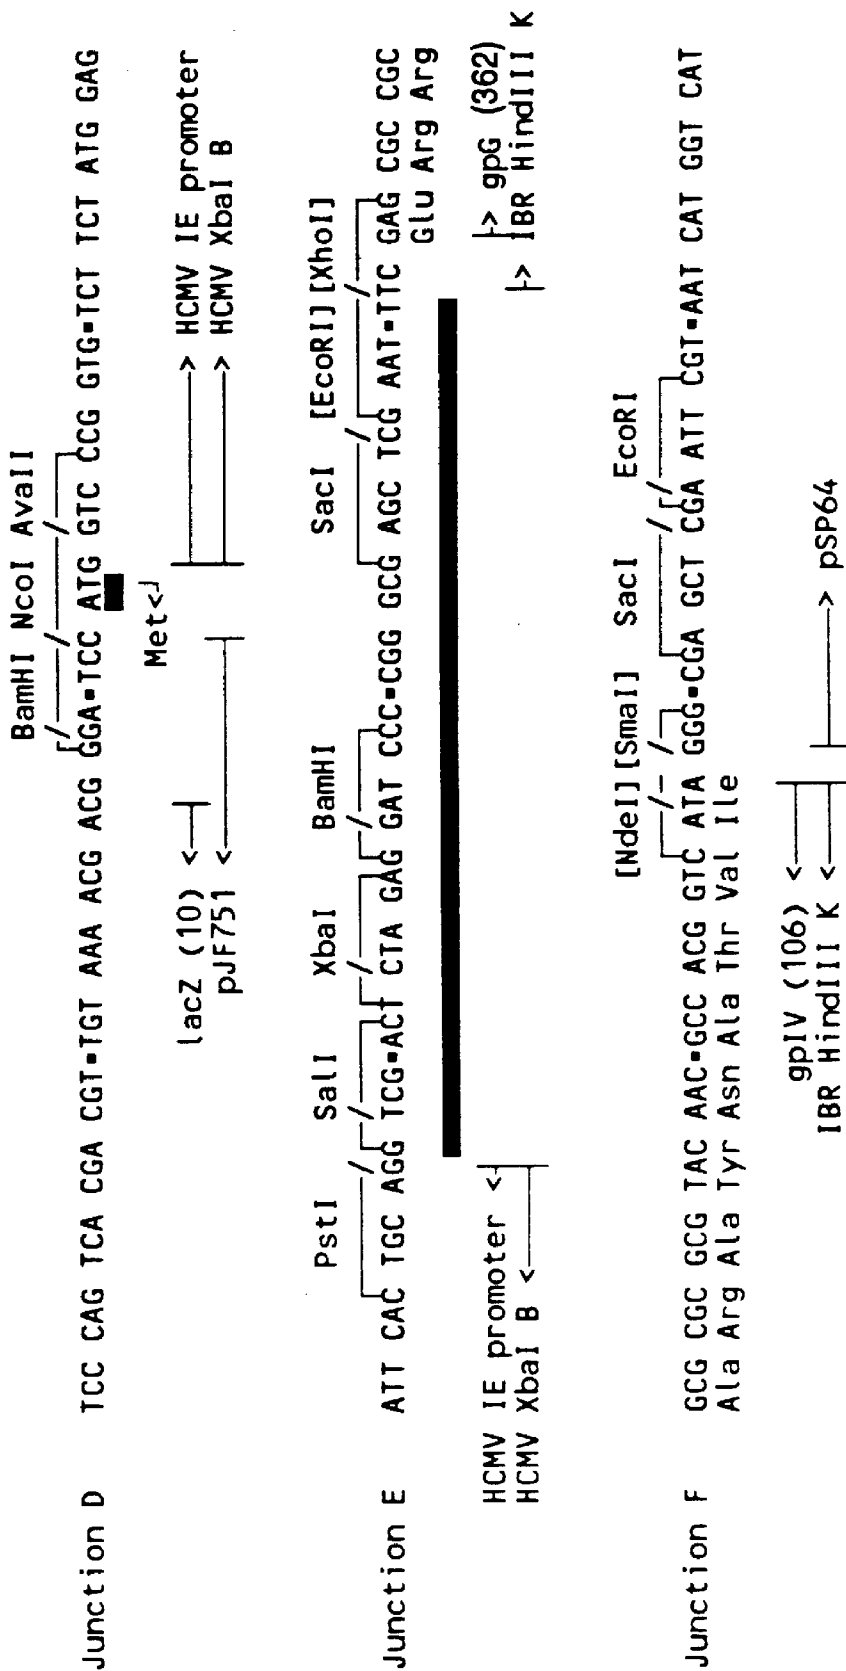 BamHI NcoI AvaII
Junction D TCC CAG TCA CGA CGT▪TGT AAA ACG ACG GGA▪TCC ATG GTC CCG GTG▪TCT TCT ATG GAG
Met<
lacZ (10) < > HCMV IE promoter
pJF751 < > HCMV XbaI B
PstI SalI XbaI BamHI SacI [EcoRI] [XhoI]
Junction E ATT CAC TGC AGG TCG▪ACT CTA GAG GAT CCC▪CGG GCG AGC TCG AAT▪TTC GAG CGC CGC
Glu Arg Arg
HCMV IE promoter < |-> gpG (362)
HCMV XbaI B < |-> IBR HindIII K
[NdeI] [SmaI] SacI EcoRI
Junction F GCG CGC GCG TAC AAC▪GCC ACG GTC ATA GGG▪CGA GCT CGA ATT CGT▪AAT CAT GGT CAT
Ala Arg Ala Tyr Asn Ala Thr Val Ile
gpIV (106) <
IBR HindIII K < > pSP64